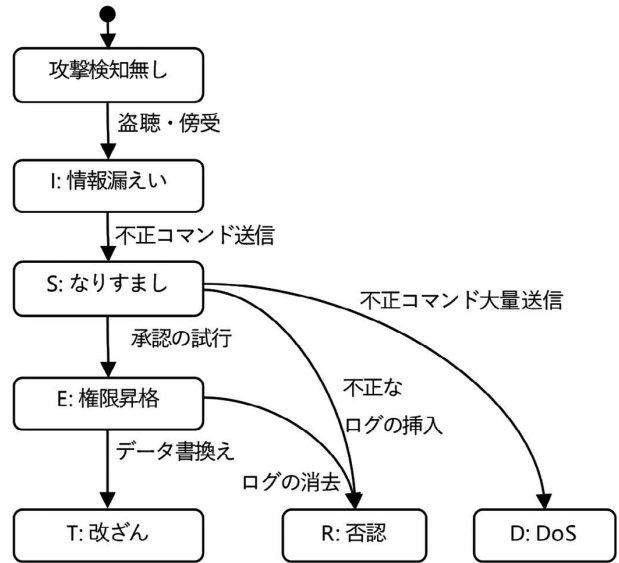 攻撃検知無し
盗聴・傍受
I: 情報漏えい
不正コマンド送信
S: なりすまし
不正コマンド大量送信
承認の試行
不正な
ログの挿入
E: 権限昇格
データ書換え
ログの消去
T: 改ざん
R: 否認
D: DoS